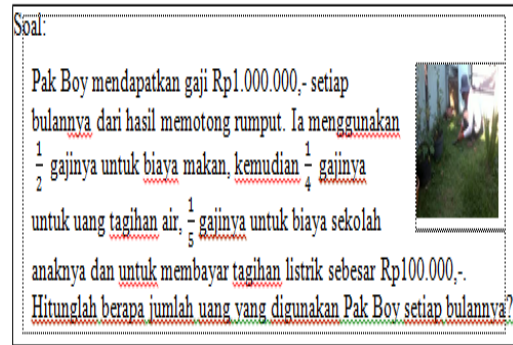 Soal:
Pak Boy mendapatkan gaji Rp1.000.000,- setiap
bulannya dari hasil memotong rumput. Ia menggunakan
1/2 gajinya untuk biaya makan, kemudian 1/4 gajinya
untuk uang tagihan air, 1/5 gajinya untuk biaya sekolah
anaknya dan untuk membayar tagihan listrik sebesar Rp100.000,-.
Hitunglah berapa jumlah uang yang digunakan Pak Boy setiap bulannya?